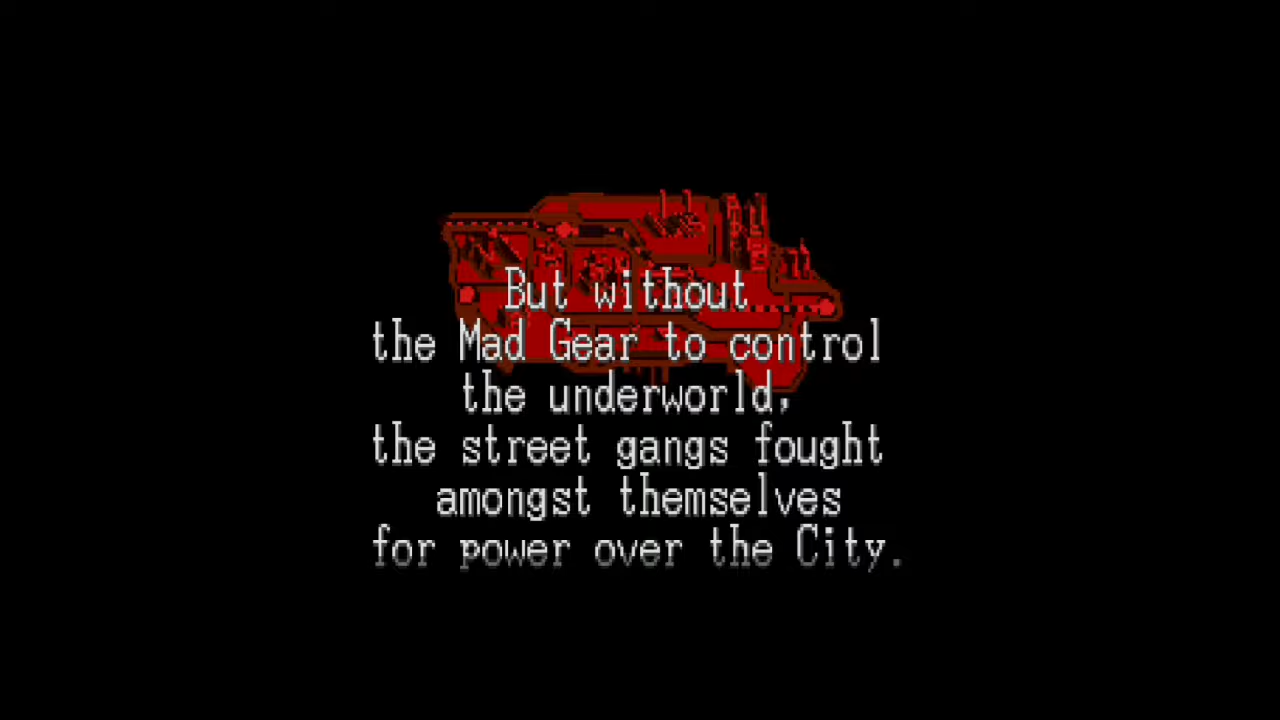 But without
the Mad Gear to control
the underworld,
the street gangs fought
amongst themselves
for power over the City.